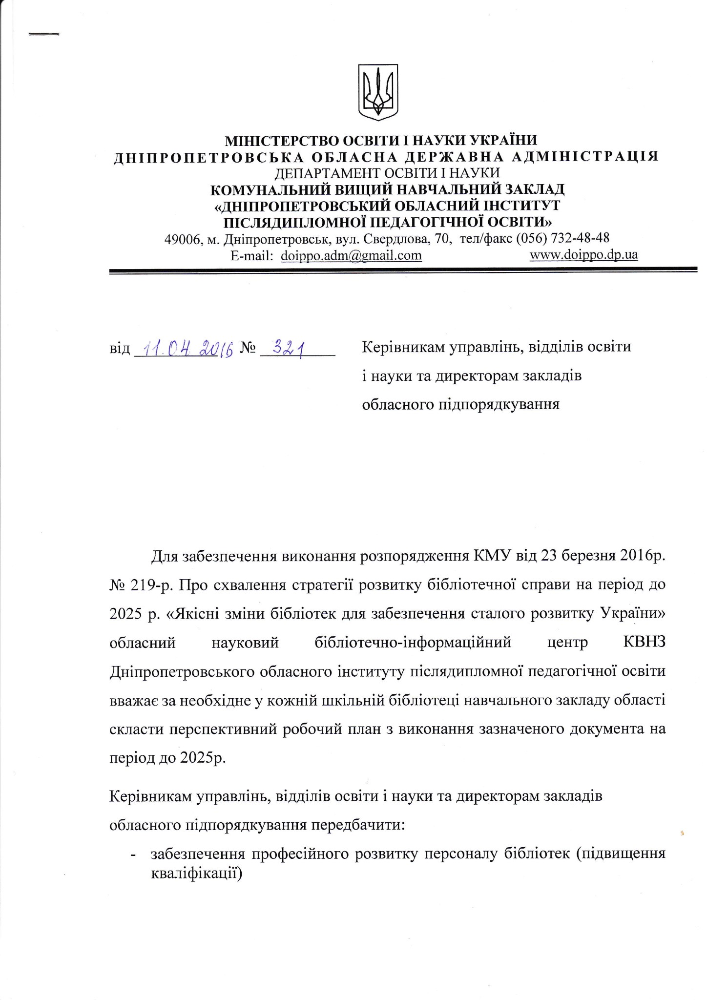 МІНІСТЕРСТВО ОСВІТИ І НАУКИ УКРАЇНИ
ДНІПРОПЕТРОВСЬКА ОБЛАСНА ДЕРЖАВНА АДМІНІСТРАЦІЯ
ДЕПАРТАМЕНТ ОСВІТИ І НАУКИ
КОМУНАЛЬНИЙ ВИЩИЙ НАВЧАЛЬНИЙ ЗАКЛАД
«ДНІПРОПЕТРОВСЬКИЙ ОБЛАСНИЙ ІНСТИТУТ
ПІСЛЯДИПЛОМНОЇ ПЕДАГОГІЧНОЇ ОСВІТИ»
49006, м. Дніпропетровськ, вул. Свердлова, 70, тел/факс (056) 732-48-48
E-mail: doippo.adm@gmail.com www.doippo.dp.ua
від 11.04 2016 № 321
Керівникам управлінь, відділів освіти
і науки та директорам закладів
обласного підпорядкування
Для забезпечення виконання розпорядження КМУ від 23 березня 2016р.
№ 219-р. Про схвалення стратегії розвитку бібліотечної справи на період до
2025 р. «Якісні зміни бібліотек для забезпечення сталого розвитку України»
обласний науковий бібліотечно-інформаційний центр КВНЗ
Дніпропетровського обласного інституту післядипломної педагогічної освіти
вважає за необхідне у кожній шкільній бібліотеці навчального закладу області
скласти перспективний робочий план з виконання зазначеного документа на
період до 2025р.
Керівникам управлінь, відділів освіти і науки та директорам закладів
обласного підпорядкування передбачити:
- забезпечення професійного розвитку персоналу бібліотек (підвищення
кваліфікації)